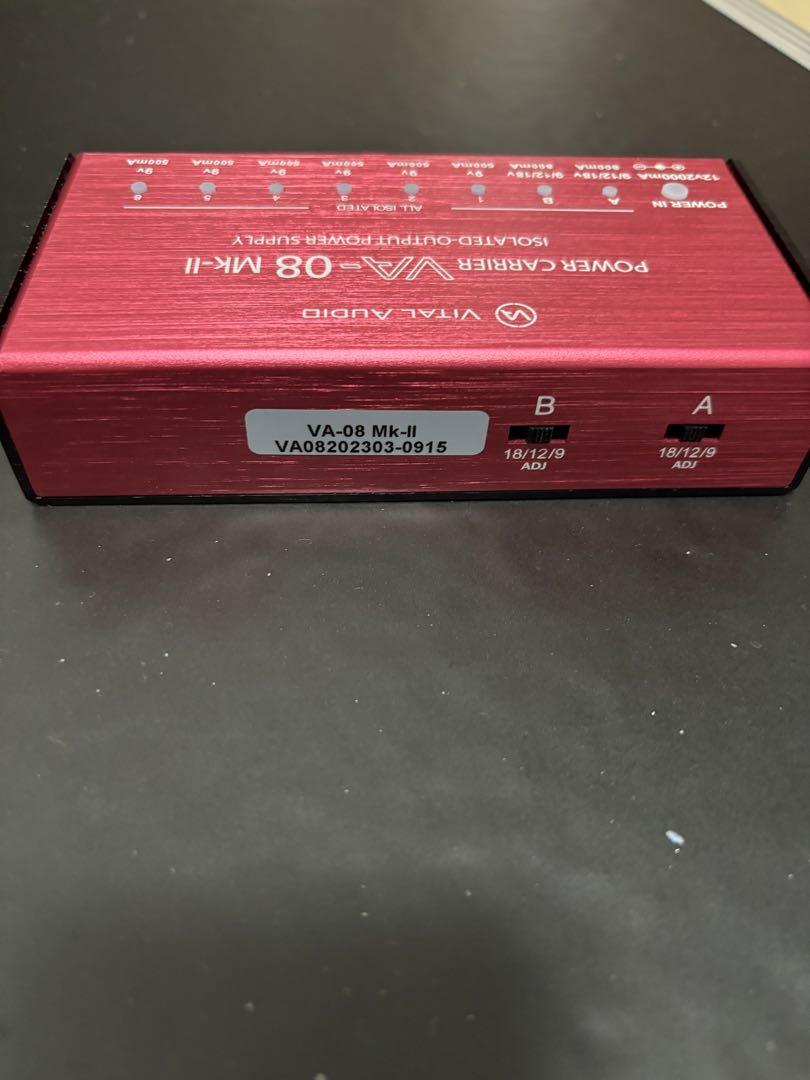 VA VITAL AUDIO
POWER CARRIER VA-08 MK-II
ISOLATED-OUTPUT POWER SUPPLY
ALL ISOLATED
POWER IN A B 1 2 3 4 5 6
12v2000mA 9/12/18v 9/12/18v 9v 9v 9v 9v 9v 9v
500mA 500mA 500mA 500mA 500mA 500mA
B A
VA-08 Mk-II
VA08202303-0915
18/12/9 18/12/9
ADJ ADJ